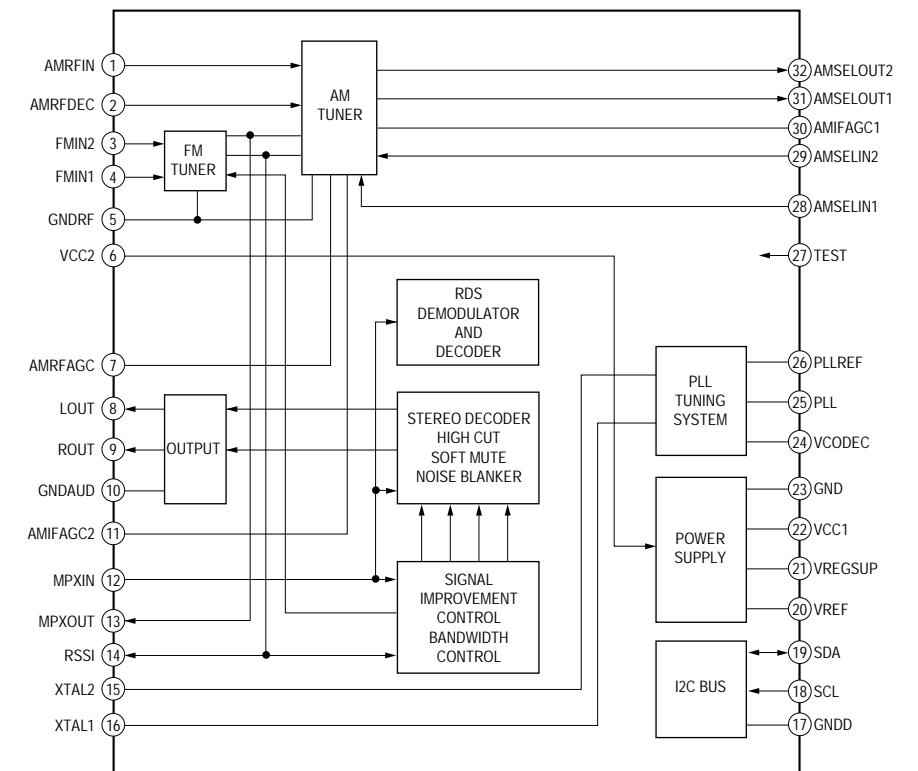 AMRFIN 1
AMRFDEC 2
FMIN2 3
FMIN1 4
GNDRF 5
VCC2 6
AMRFAGC 7
LOUT 8
ROUT 9
GNDAUD 10
AMIFAGC2 11
MPXIN 12
MPXOUT 13
RSSI 14
XTAL2 15
XTAL1 16
AM
TUNER
FM
TUNER
RDS
DEMODULATOR
AND
DECODER
OUTPUT
STEREO DECODER
HIGH CUT
SOFT MUTE
NOISE BLANKER
SIGNAL
IMPROVEMENT
CONTROL
BANDWIDTH
CONTROL
PLL
TUNING
SYSTEM
POWER
SUPPLY
I2C BUS
32 AMSELOUT2
31 AMSELOUT1
30 AMIFAGC1
29 AMSELIN2
28 AMSELIN1
27 TEST
26 PLLREF
25 PLL
24 VCODEC
23 GND
22 VCC1
21 VREGSUP
20 VREF
19 SDA
18 SCL
17 GNDD